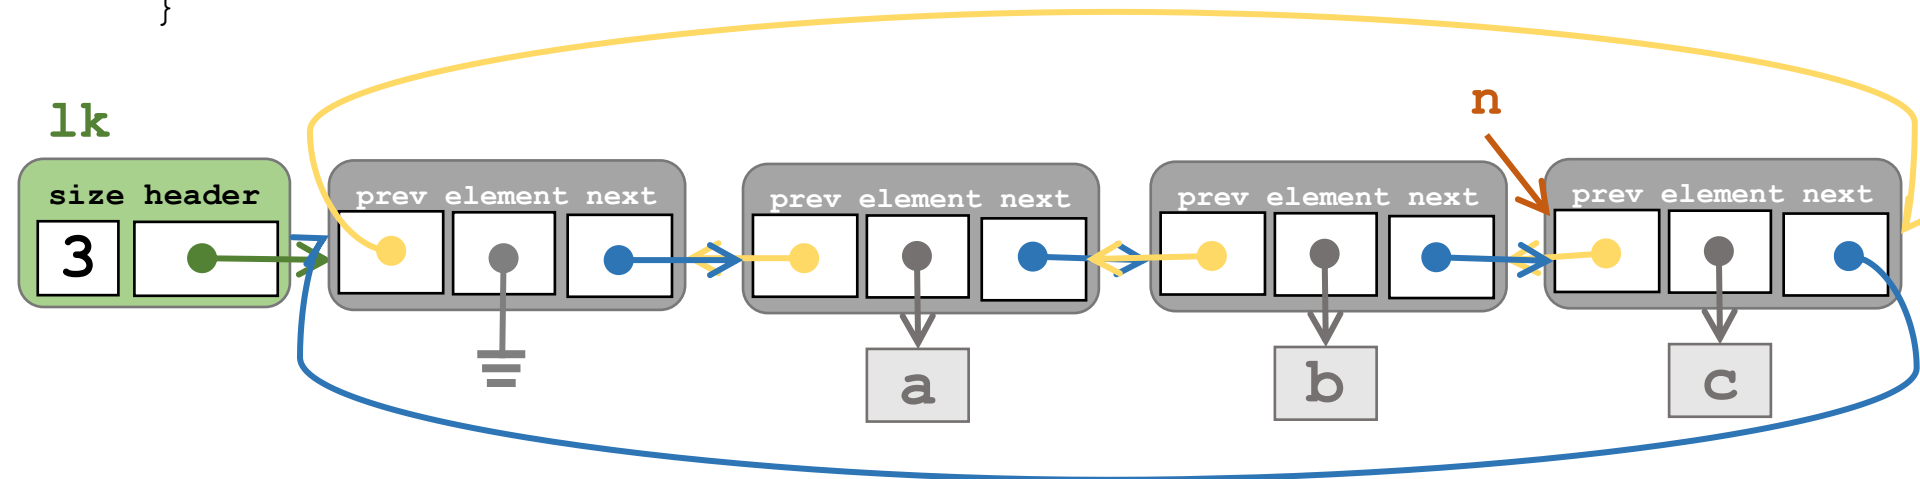 }
lk
n
size header
prev element next
prev element next
prev element next
prev element next
3
a
b
c